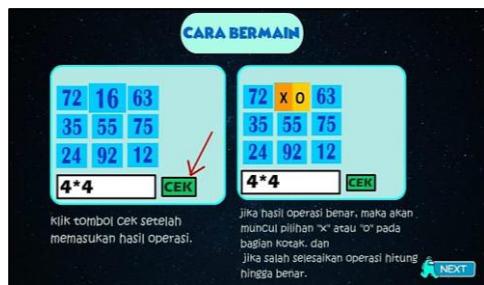 CARA BERMAIN
72 16 63
35 55 75
24 92 12
4*4 CEK
klik tombol cek setelah
memasukan hasil operasi.
72 X O 63
35 55 75
24 92 12
4*4 CEK
jika hasil operasi benar, maka akan
muncul pilihan "x" atau "o" pada
bagian kotak. dan
jika salah selesaikan operasi hitung
hingga benar.
NEXT